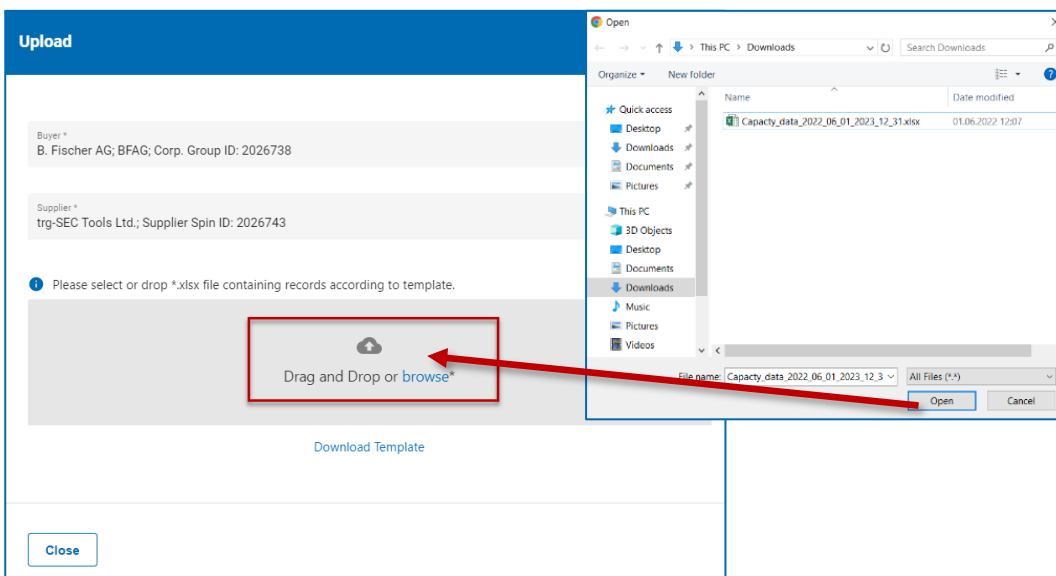 Upload
Buyer *
B. Fischer AG; BFAG; Corp. Group ID: 2026738
Supplier *
trg-SEC Tools Ltd.; Supplier Spin ID: 2026743
Please select or drop *.xlsx file containing records according to template.
Drag and Drop or browse*
Download Template
Close
Open
This PC > Downloads
Search Downloads
Organize
New folder
Name
Date modified
Quick access
Desktop
Downloads
Documents
Pictures
This PC
3D Objects
Desktop
Documents
Downloads
Music
Pictures
Videos
Capacty_data_2022_06_01_2023_12_31.xlsx
01.06.2022 12:07
File name:
Capacty_data_2022_06_01_2023_12_3
All Files (*.*)
Open
Cancel